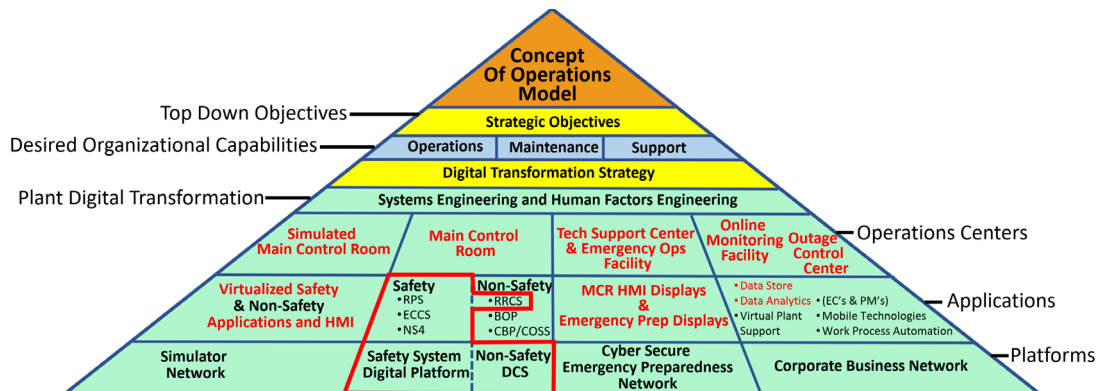 Concept
Of Operations
Model
Top Down Objectives
Strategic Objectives
Desired Organizational Capabilities
Operations
Maintenance
Support
Digital Transformation Strategy
Plant Digital Transformation
Systems Engineering and Human Factors Engineering
Simulated
Main Control Room
Main Control
Room
Tech Support Center
& Emergency Ops
Facility
Online
Monitoring
Facility
Outage
Control
Center
Operations Centers
Virtualized Safety
& Non-Safety
Applications and HMI
Safety
•RPS
•ECCS
•NS4
Non-Safety
•RRCS
•BOP
•CBP/COSS
MCR HMI Displays
&
Emergency Prep Displays
•Data Store
•Data Analytics
•Virtual Plant
Support
•(EC's & PM's)
•Mobile Technologies
•Work Process Automation
Applications
Simulator
Network
Safety System
Digital Platform
Non-Safety
DCS
Cyber Secure
Emergency Preparedness
Network
Corporate Business Network
Platforms